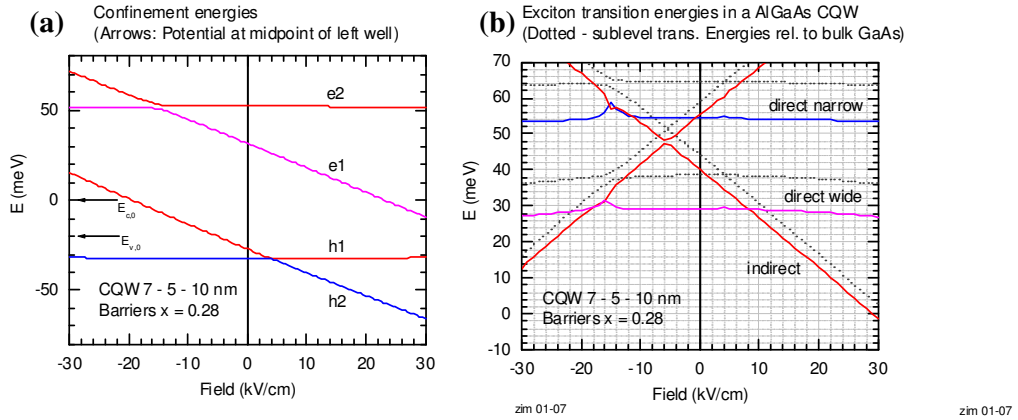 (a)
Confinement energies
(Arrows: Potential at midpoint of left well)
E (meV)
50
0
-50
e2
e1
E_c,0
E_v,0
h1
h2
CQW 7 - 5 - 10 nm
Barriers x = 0.28
-30 -20 -10 0 10 20 30
Field (kV/cm)
(b)
Exciton transition energies in a AlGaAs CQW
(Dotted - sublevel trans. Energies rel. to bulk GaAs)
E (meV)
70
60
50
40
30
20
10
0
-10
direct narrow
direct wide
indirect
CQW 7 - 5 - 10 nm
Barriers x = 0.28
-30 -20 -10 0 10 20 30
Field (kV/cm)
zim 01-07
zim 01-07